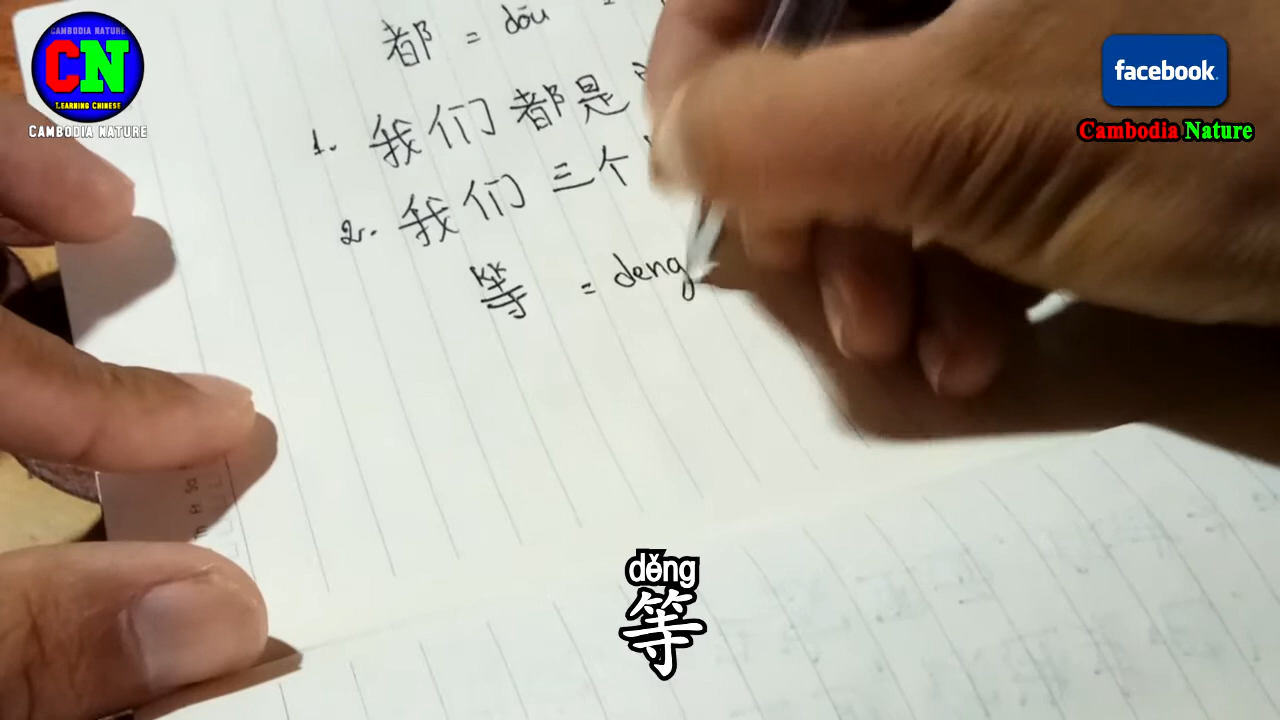 CAMBODIA NATURE
CN
LEARNING CHINESE
CAMBODIA NATURE
facebook
Cambodia Nature
都 = dōu
1. 我们都是
2. 我们三个
等 = deng
děng
等